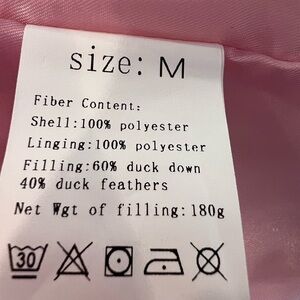 size: M
Fiber Content:
Shell:100% polyester
Linging:100% polyester
Filling:60% duck down
40% duck feathers
Net Wgt of filling:180g
30